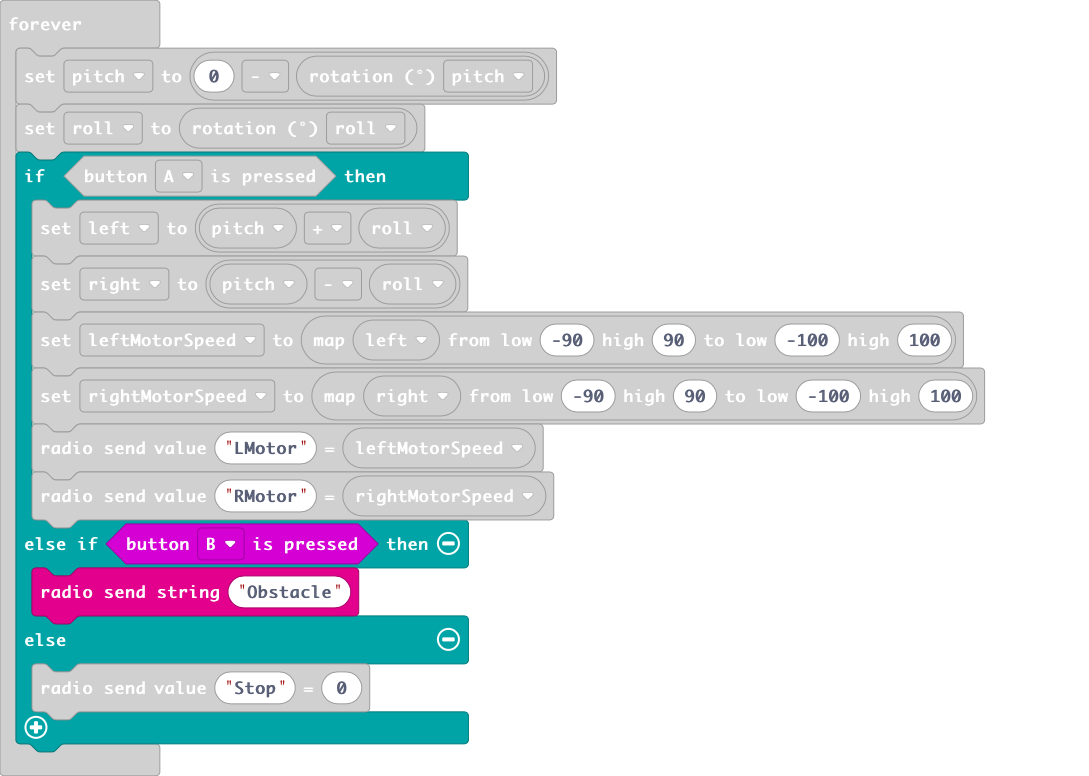 forever
set pitch to 0 - rotation (°) pitch
set roll to rotation (°) roll
if button A is pressed then
set left to pitch + roll
set right to pitch - roll
set leftMotorSpeed to map left from low -90 high 90 to low -100 high 100
set rightMotorSpeed to map right from low -90 high 90 to low -100 high 100
radio send value "LMotor" = leftMotorSpeed
radio send value "RMotor" = rightMotorSpeed
else if button B is pressed then
radio send string "Obstacle"
else
radio send value "Stop" = 0